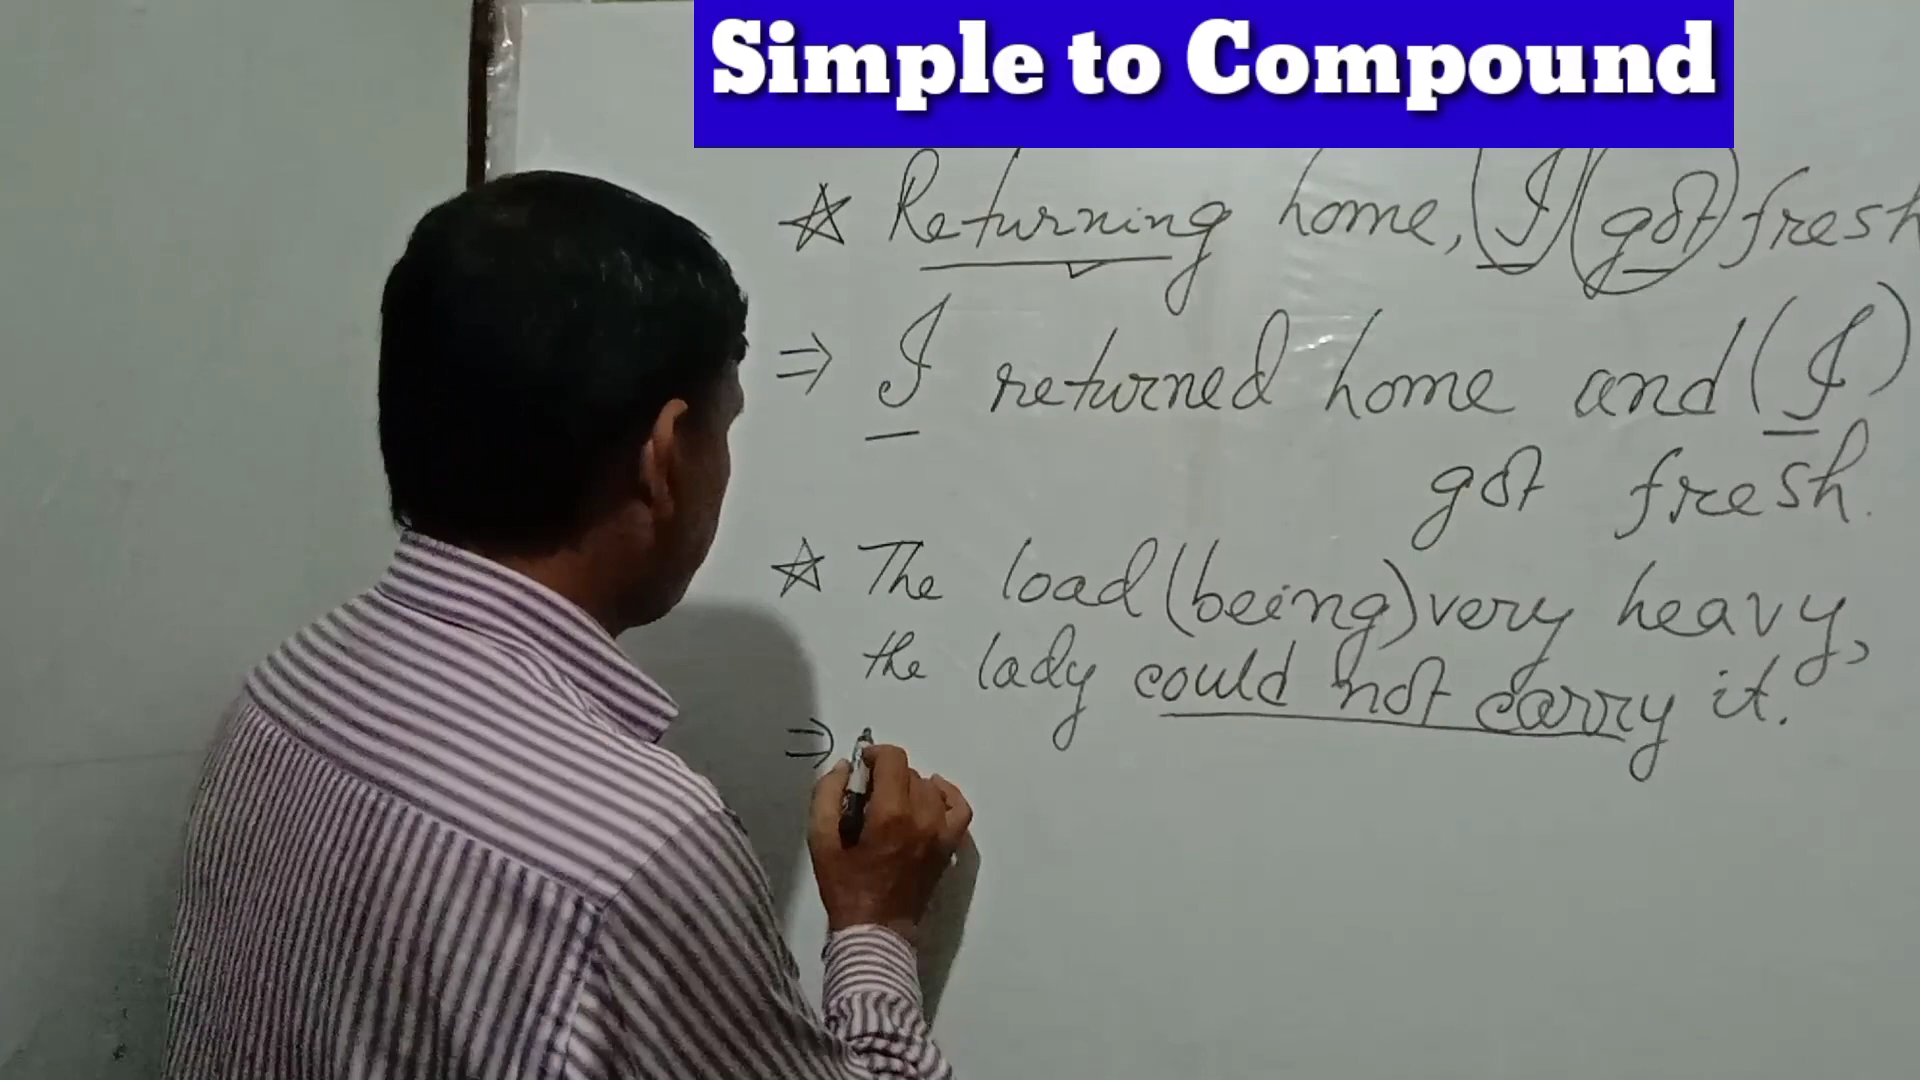 Simple to Compound
☆ Returning home, (I) (got) fresh
⇒ I returned home and (I)
got fresh.
☆ The load (being) very heavy,
the lady could not carry it.
⇒